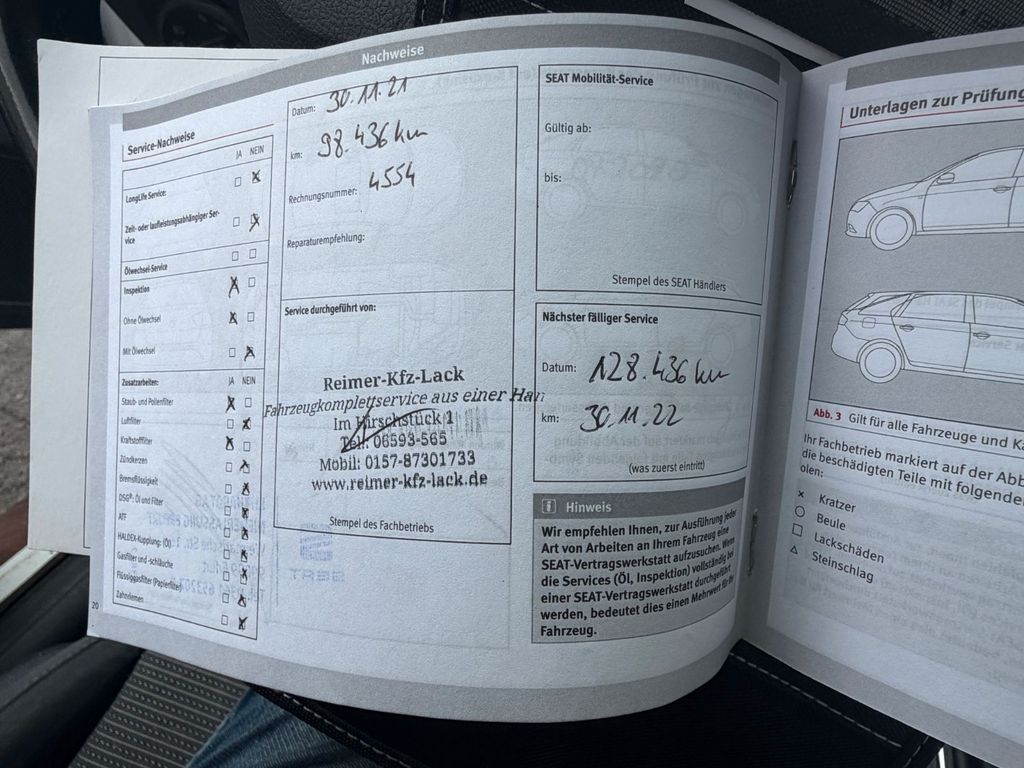 Nachweise
Service-Nachweise
JA NEIN
LongLife Service:
Zeit- oder laufleistungsabhängiger Ser-
vice
Ölwechsel-Service
Inspektion
Ohne Ölwechsel
Mit Ölwechsel
Zusatzarbeiten: JA NEIN
Staub- und Pollenfilter
Luftfilter
Kraftstofffilter
Zündkerzen
Bremsflüssigkeit
DSG®: Öl und Filter
ATF
HALDEX-Kupplung: (Öl)
Gasfilter und -schläuche
Flüssiggasfilter (Papierfilter)
Zahnriemen
20
Datum: 30.11.21
km: 98.436 km
Rechnungsnummer: 4554
Reparaturempfehlung:
Service durchgeführt von:
Reimer-Kfz-Lack
Fahrzeugkomplettservice aus einer Han
Im Hirschstück 1
Tel.: 06593-565
Mobil: 0157-87301733
www.reimer-kfz-lack.de
Stempel des Fachbetriebs
SEAT Mobilität-Service
Gültig ab:
bis:
Stempel des SEAT Händlers
Nächster fälliger Service
Datum: 128.436 km
km: 30.11.22
(was zuerst eintritt)
i Hinweis
Wir empfehlen Ihnen, zur Ausführung jeder
Art von Arbeiten an Ihrem Fahrzeug eine
SEAT-Vertragswerkstatt aufzusuchen. Wenn
die Services (Öl, Inspektion) vollständig bei
einer SEAT-Vertragswerkstatt durchgeführt
werden, bedeutet dies einen Mehrwert für Ihr
Fahrzeug.
Unterlagen zur Prüfung
Abb. 3 Gilt für alle Fahrzeuge und Ka
Ihr Fachbetrieb markiert auf der Abb
die beschädigten Teile mit folgenden
olen:
× Kratzer
○ Beule
□ Lackschäden
△ Steinschlag